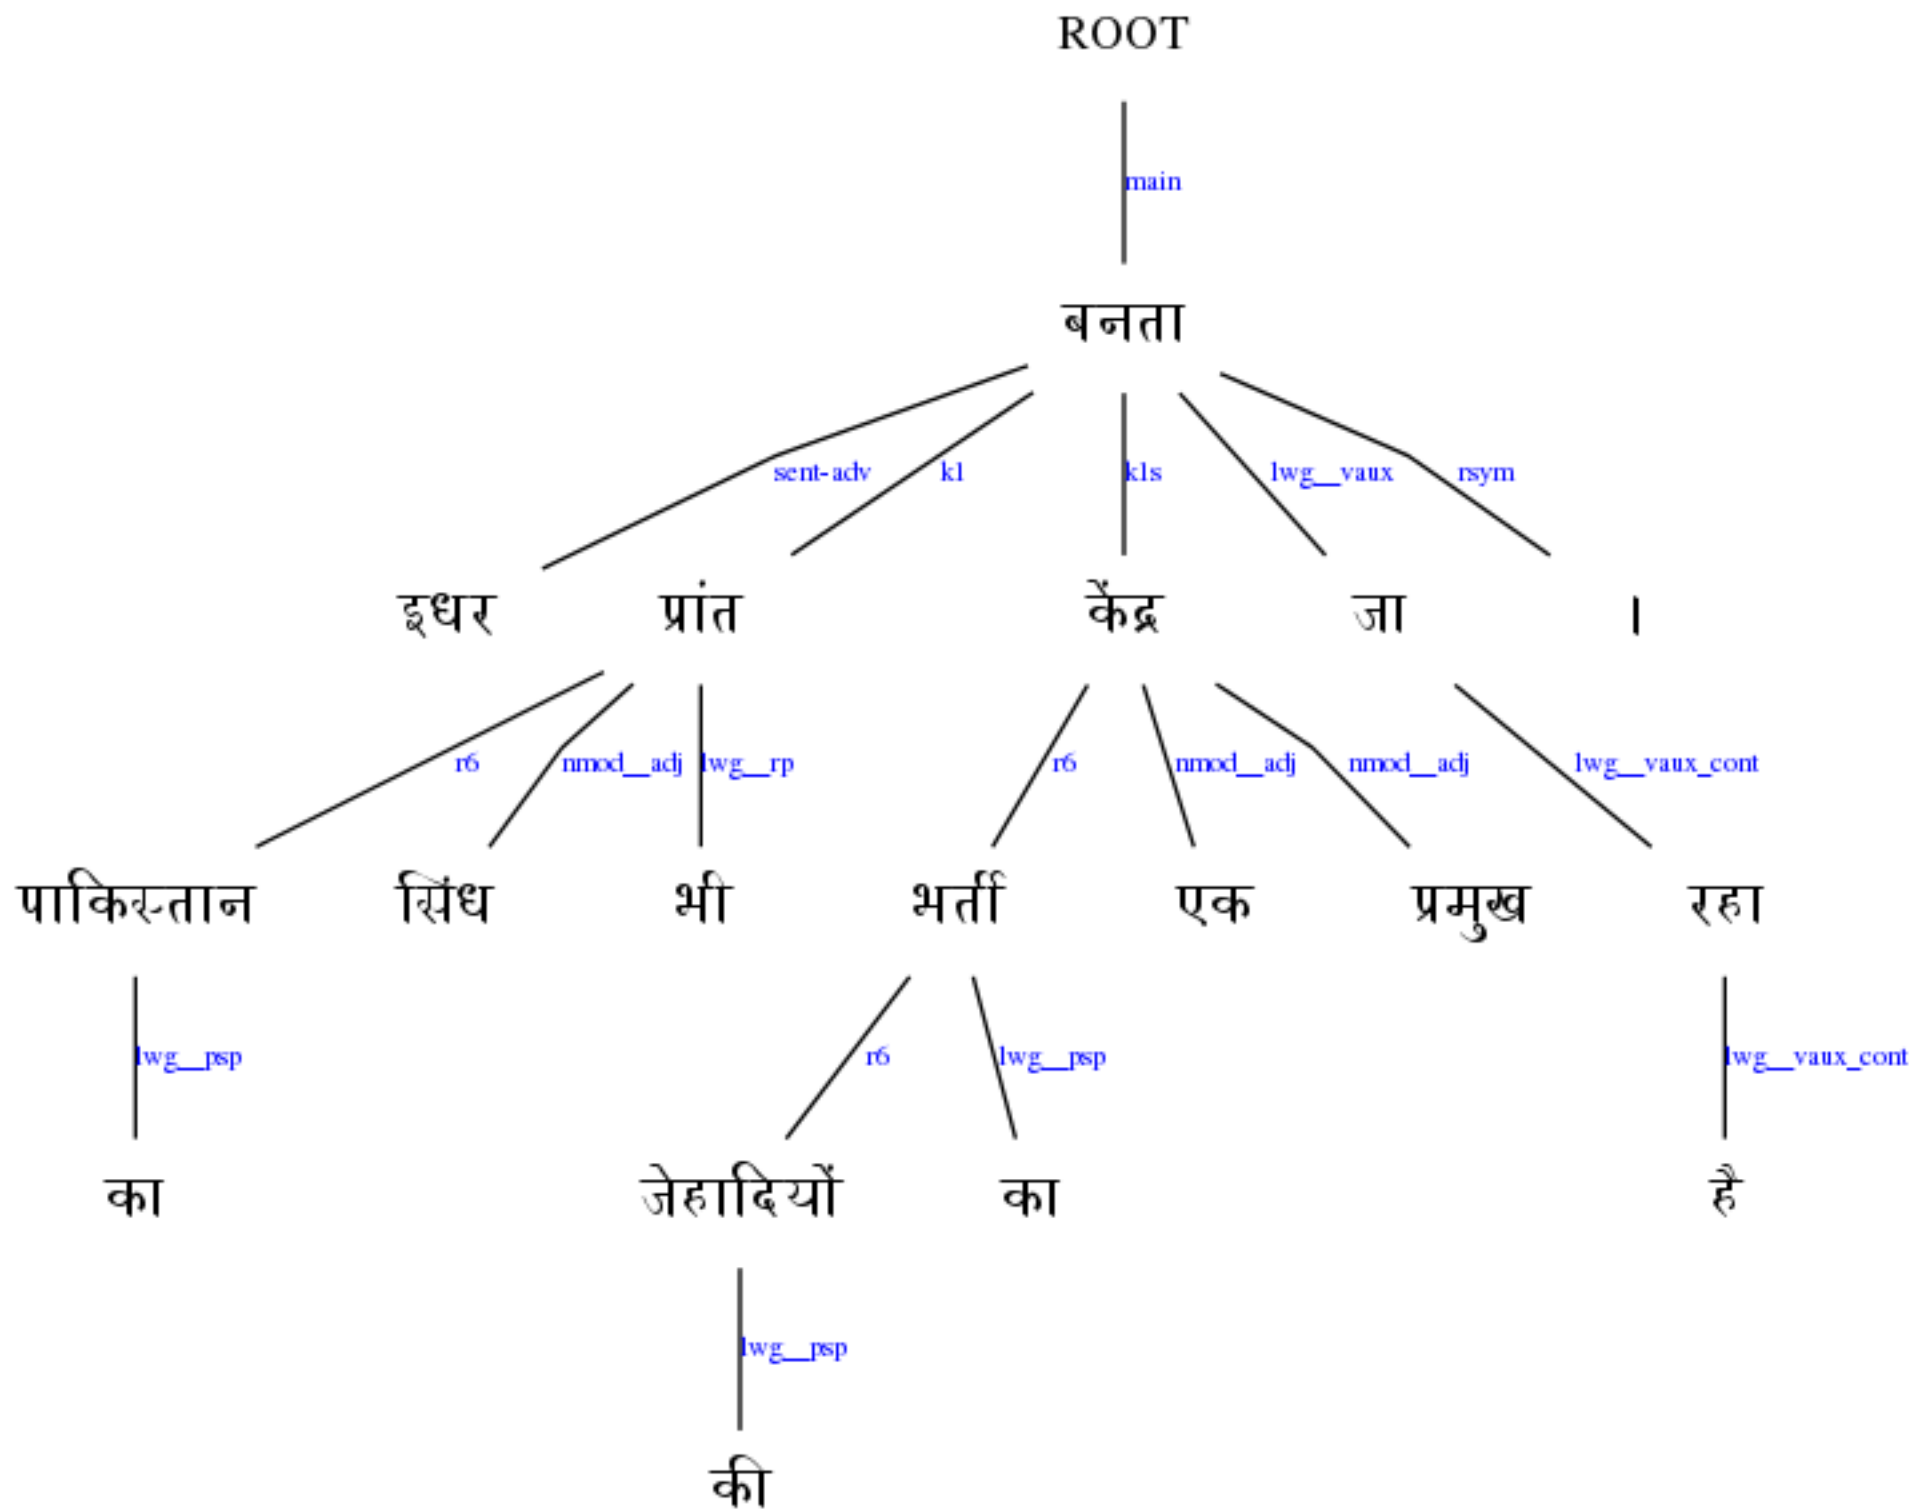 ROOT
main
बनता
sent-adv k1 k1s lwg__vaux rsym
इधर प्रांत केंद्र जा ।
r6 nmod__adj lwg__rp r6 nmod__adj nmod__adj lwg__vaux_cont
पाकिस्तान सिंध भी भर्ती एक प्रमुख रहा
lwg__psp r6 lwg__psp lwg__vaux_cont
का जेहादियों का है
lwg__psp
की